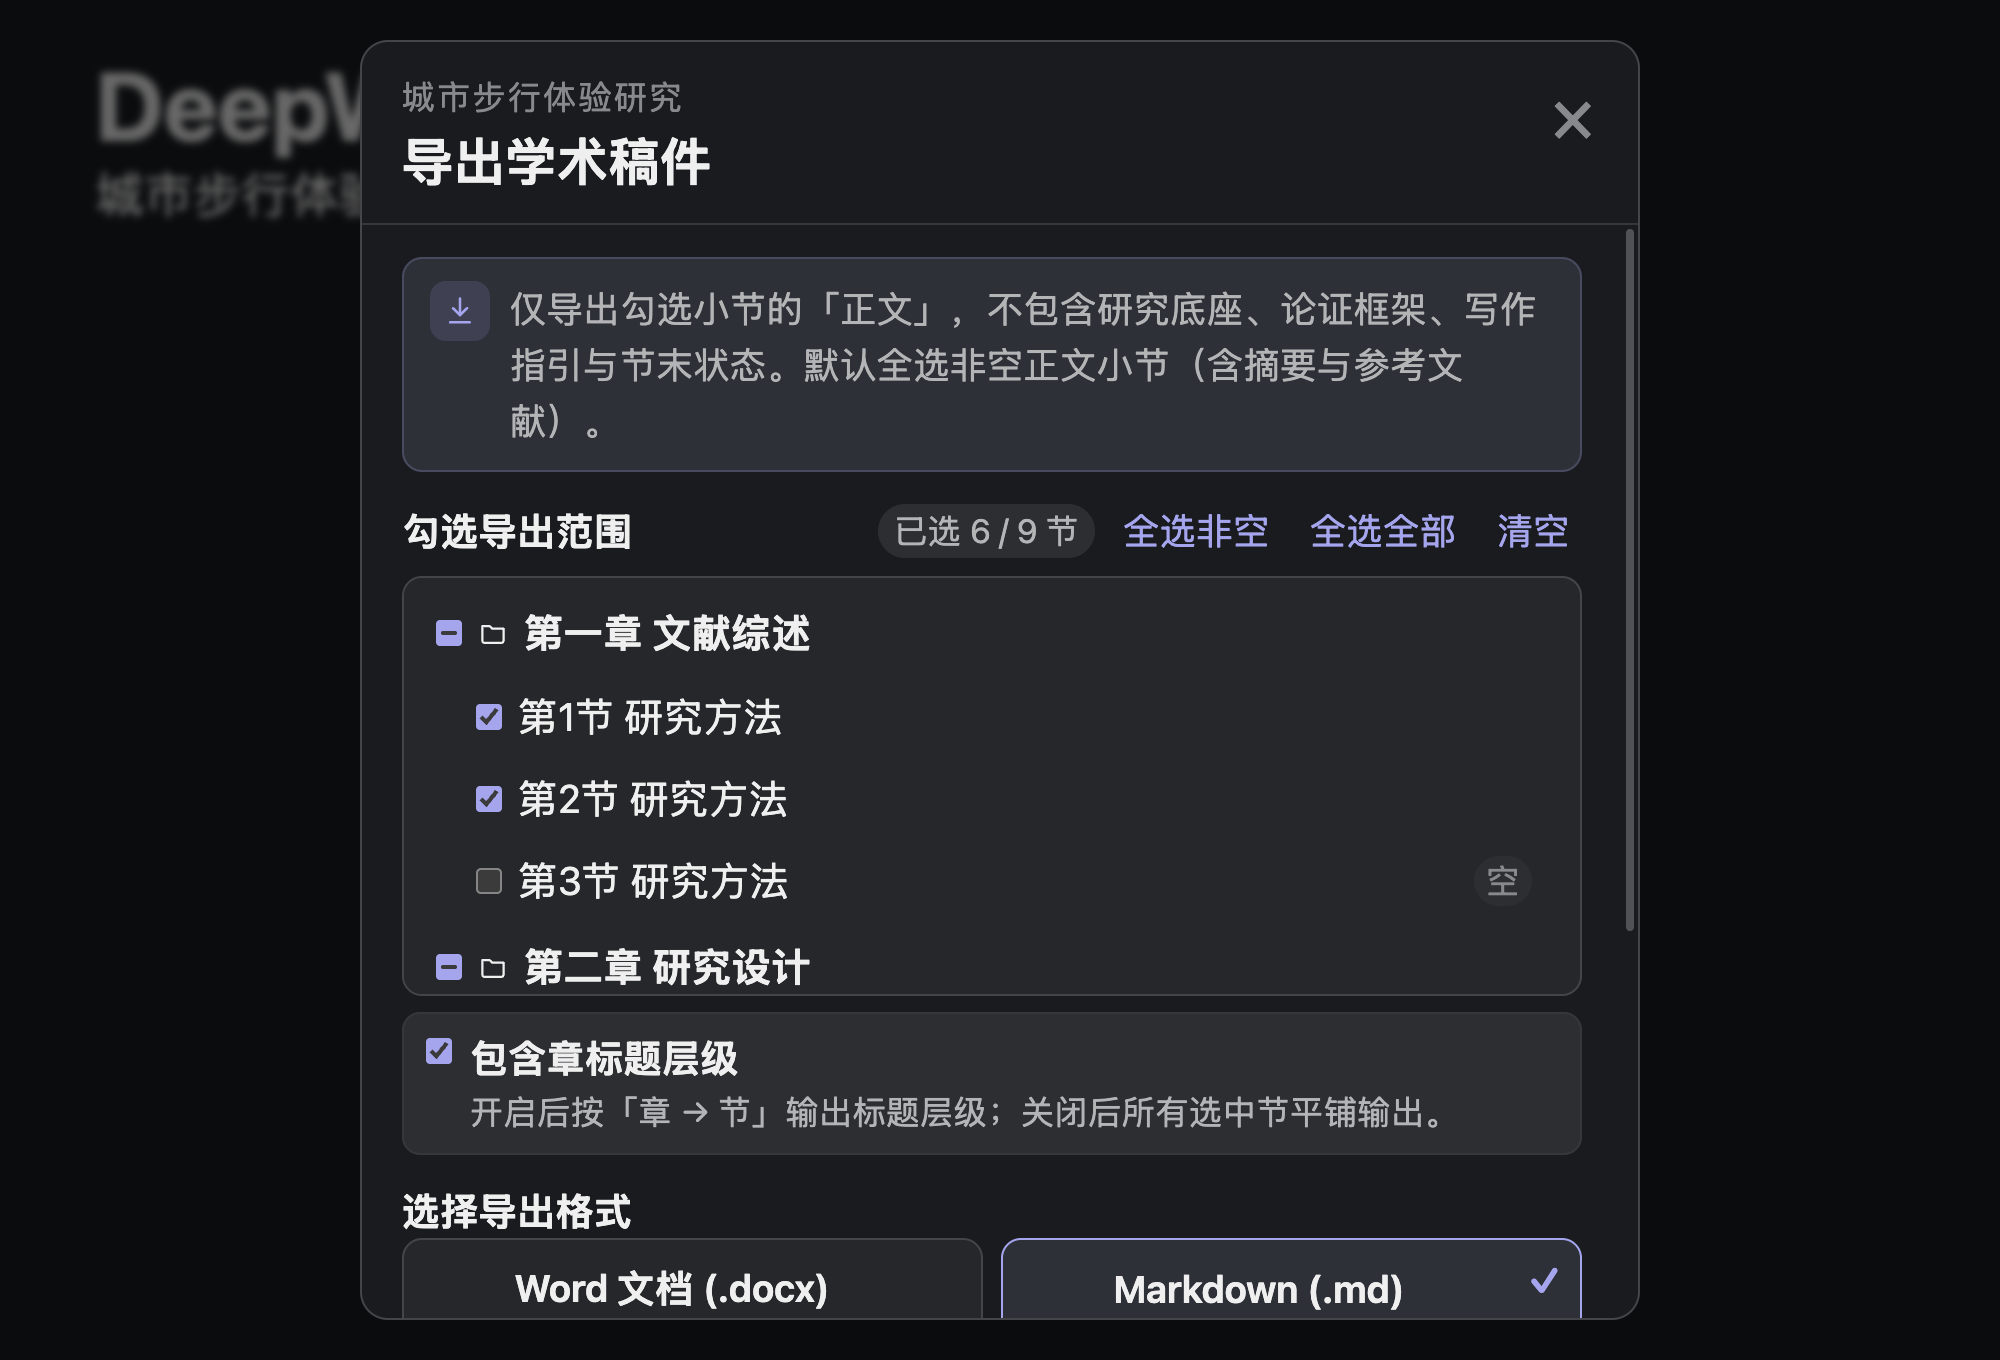 城市步行体验研究
导出学术稿件
仅导出勾选小节的「正文」，不包含研究底座、论证框架、写作
指引与节末状态。默认全选非空正文小节（含摘要与参考文
献）。
勾选导出范围
已选 6 / 9 节
全选非空
全选全部
清空
第一章 文献综述
第1节 研究方法
第2节 研究方法
第3节 研究方法
空
第二章 研究设计
包含章标题层级
开启后按「章 → 节」输出标题层级；关闭后所有选中节平铺输出。
选择导出格式
Word 文档 (.docx)
Markdown (.md)
Deep
城市步行体